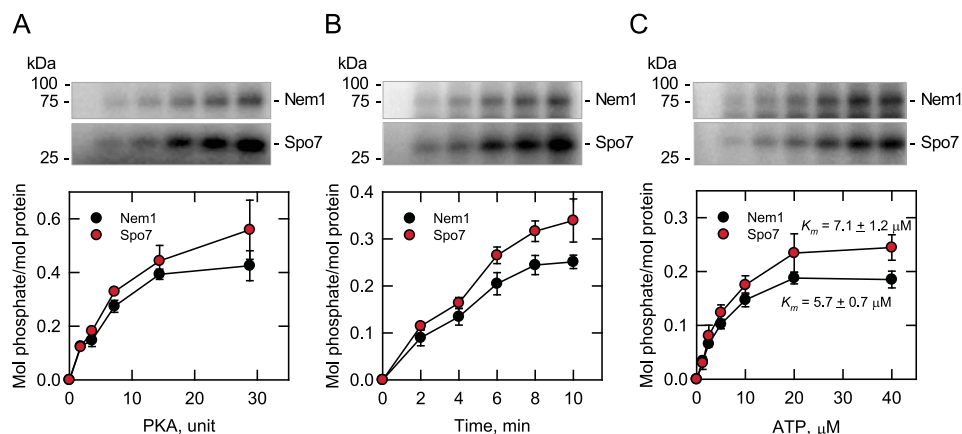 A
kDa
100 -
75 -
- Nem1
- Spo7
25 -
Mol phosphate/mol protein
0.6
0.4
0.2
0.0
Nem1
Spo7
0 10 20 30
PKA, unit
B
kDa
100 -
75 -
- Nem1
- Spo7
25 -
Mol phosphate/mol protein
0.4
0.3
0.2
0.1
0.0
Nem1
Spo7
0 2 4 6 8 10
Time, min
C
kDa
100 -
75 -
- Nem1
- Spo7
25 -
Mol phosphate/mol protein
0.3
0.2
0.1
0.0
Nem1
Spo7
Km = 7.1 ± 1.2 μM
Km = 5.7 ± 0.7 μM
0 10 20 30 40
ATP, μM